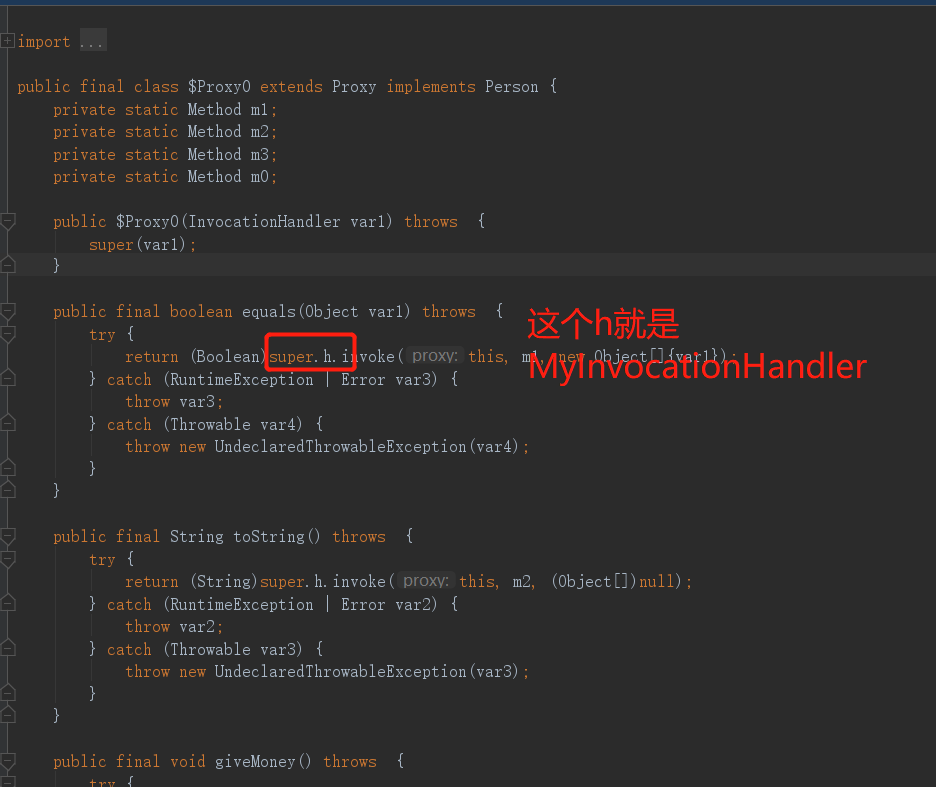 import ...
public final class $Proxy0 extends Proxy implements Person {
private static Method m1;
private static Method m2;
private static Method m3;
private static Method m0;
public $Proxy0(InvocationHandler var1) throws  {
super(var1);
}
public final boolean equals(Object var1) throws  {
try {
return (Boolean)super.h.invoke( proxy: this, m1, new Object[]{var1});
这个h就是
MyInvocationHandler
} catch (RuntimeException | Error var3) {
throw var3;
} catch (Throwable var4) {
throw new UndeclaredThrowableException(var4);
}
}
public final String toString() throws  {
try {
return (String)super.h.invoke( proxy: this, m2, (Object[])null);
} catch (RuntimeException | Error var2) {
throw var2;
} catch (Throwable var3) {
throw new UndeclaredThrowableException(var3);
}
}
public final void giveMoney() throws  {
try {